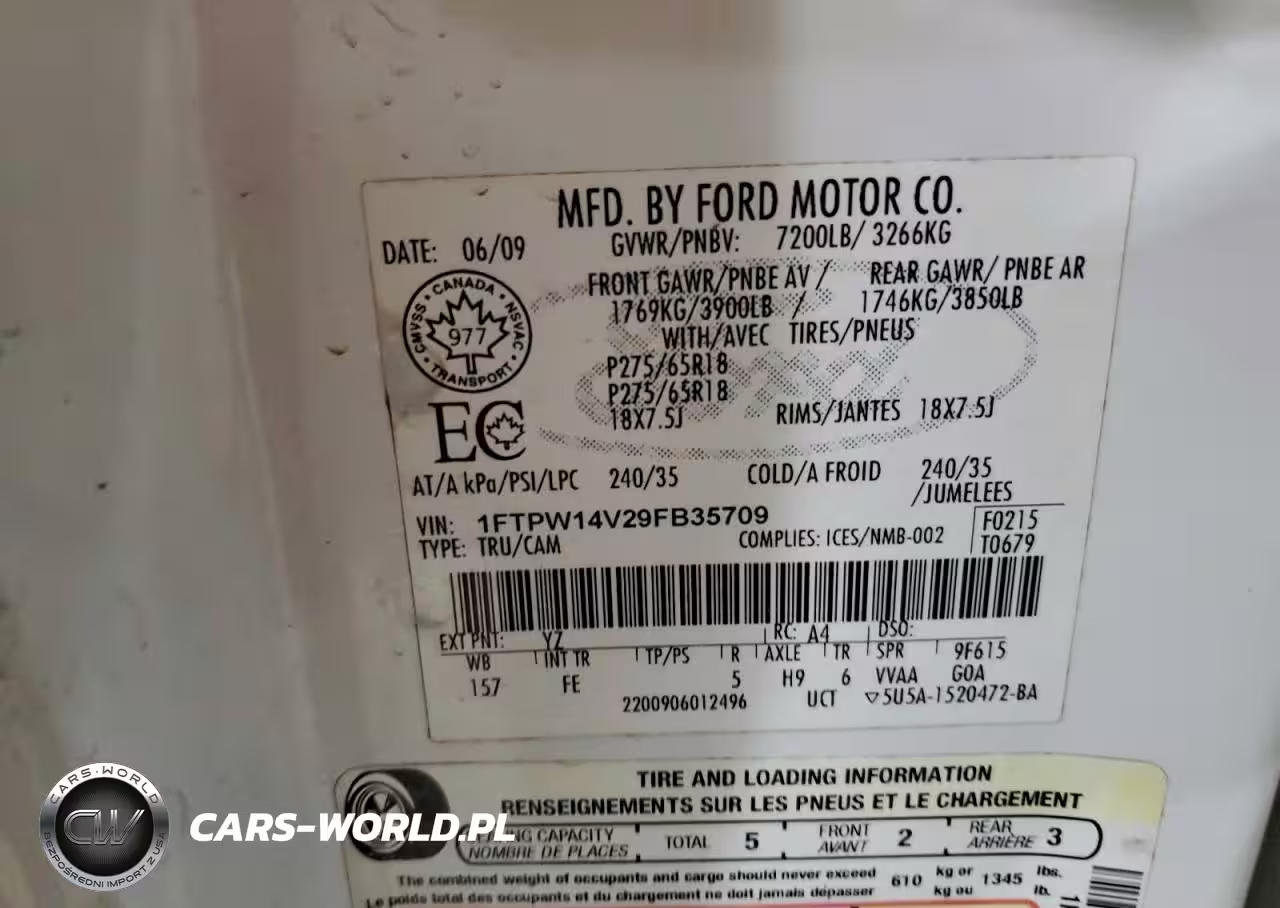 MFD. BY FORD MOTOR CO.
DATE: 06/09 GVWR/PNBV: 7200LB/ 3266KG
FRONT GAWR/PNBE AV / REAR GAWR/ PNBE AR
1769KG/3900LB / 1746KG/3850LB
WITH/AVEC TIRES/PNEUS
P275/65R18
P275/65R18
18X7.5J RIMS/JANTES 18X7.5J
CANADA
CMVSS NSVAC
977
TRANSPORT
EC
AT/A kPa/PSI/LPC 240/35 COLD/A FROID 240/35
/JUMELEES
VIN: 1FTPW14V29FB35709 F0215
TYPE: TRU/CAM COMPLIES: ICES/NMB-002 T0679
EXT PNT: YZ RC: A4 DSO:
WB INT TR TP/PS R AXLE TR SPR 9F615
157 FE 5 H9 6 VVAA GOA
2200906012496 UCT ▽5U5A-1520472-BA
TIRE AND LOADING INFORMATION
RENSEIGNEMENTS SUR LES PNEUS ET LE CHARGEMENT
CAPACITY TOTAL 5 FRONT 2 REAR 3
NOMBRE DE PLACES AVANT ARRIÈRE
The combined weight of occupants and cargo should never exceed 610 kg or 1345 lbs.
Le poids total des occupants et du chargement ne doit jamais dépasser kg ou lb.
CARS-WORLD
CW
BEZPOŚREDNI IMPORT Z USA
CARS-WORLD.PL